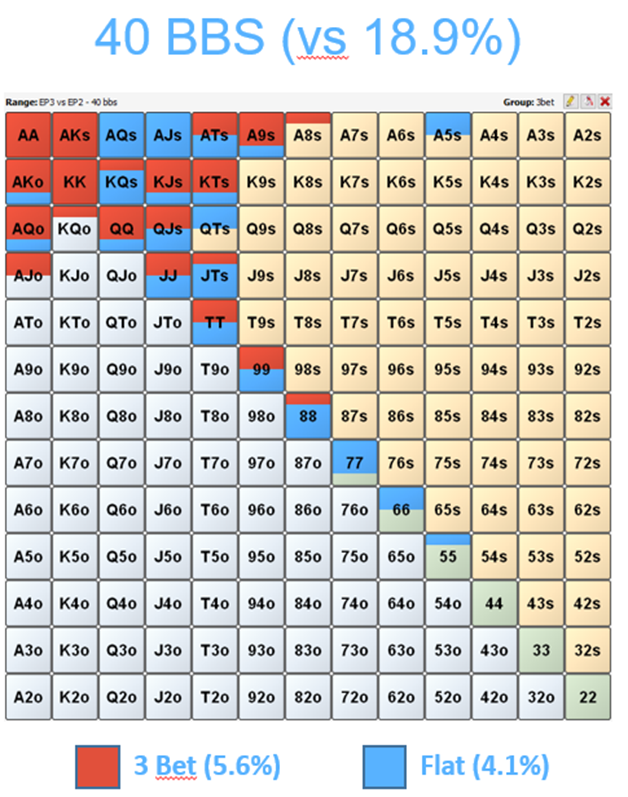 40 BBS (vs 18.9%)
Range: EP3 vs EP2 - 40 bbs Group: 3bet
AA AKs AQs AJs ATs A9s A8s A7s A6s A5s A4s A3s A2s
AKo KK KQs KJs KTs K9s K8s K7s K6s K5s K4s K3s K2s
AQo KQo QQ QJs QTs Q9s Q8s Q7s Q6s Q5s Q4s Q3s Q2s
AJo KJo QJo JJ JTs J9s J8s J7s J6s J5s J4s J3s J2s
ATo KTo QTo JTo TT T9s T8s T7s T6s T5s T4s T3s T2s
A9o K9o Q9o J9o T9o 99 98s 97s 96s 95s 94s 93s 92s
A8o K8o Q8o J8o T8o 98o 88 87s 86s 85s 84s 83s 82s
A7o K7o Q7o J7o T7o 97o 87o 77 76s 75s 74s 73s 72s
A6o K6o Q6o J6o T6o 96o 86o 76o 66 65s 64s 63s 62s
A5o K5o Q5o J5o T5o 95o 85o 75o 65o 55 54s 53s 52s
A4o K4o Q4o J4o T4o 94o 84o 74o 64o 54o 44 43s 42s
A3o K3o Q3o J3o T3o 93o 83o 73o 63o 53o 43o 33 32s
A2o K2o Q2o J2o T2o 92o 82o 72o 62o 52o 42o 32o 22
3 Bet (5.6%) Flat (4.1%)